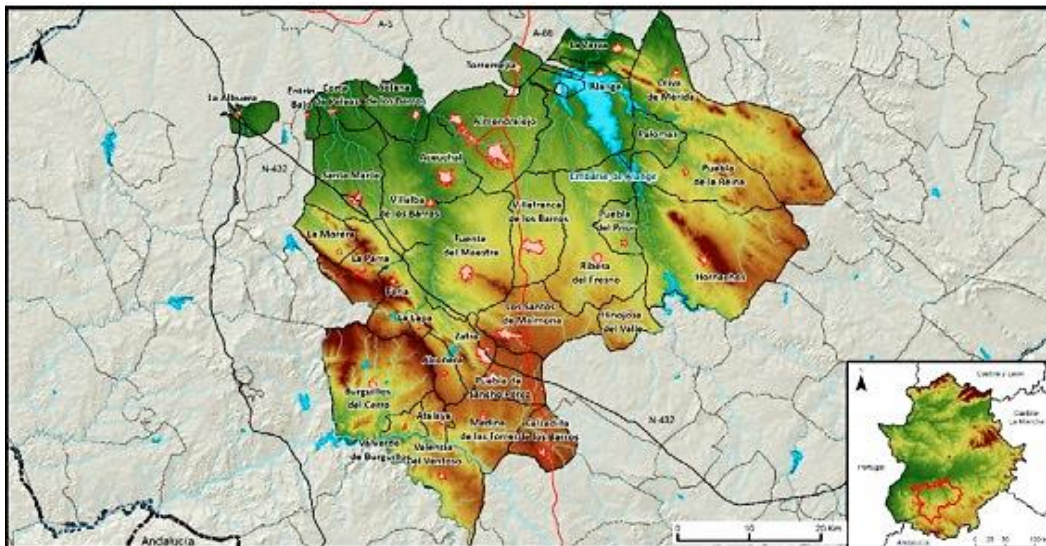 A-5
A-66
La Zarza
Torremejía
Alange
Oliva
de Mérida
La Albuera
Entrín
Bajo
Corte
de Peleas
Solana
de los Barros
Almendralejo
Palomas
N-432
Aceuchal
Santa Marta
Embalse de Alange
Puebla
de la Reina
Villalba
de los Barros
Villafranca
de los Barros
Puebla
del Prior
La Morera
La Parra
Fuente
del Maestre
Ribera
del Fresno
Hornachos
Feria
La Lapa
Los Santos
de Maimona
Hinojosa
del Valle
Zafra
Alconera
Burguillos
del Cerro
Puebla de
Sancho Pérez
Atalaya
Medina
de las Torres
Calzadilla
de los Barros
N-432
Valverde
de Burguillos
Valencia
del Ventoso
Andalucía
0 10 20 Km
Castilla y León
Castilla-
La Mancha
Portugal
Andalucía
0 25 50 100